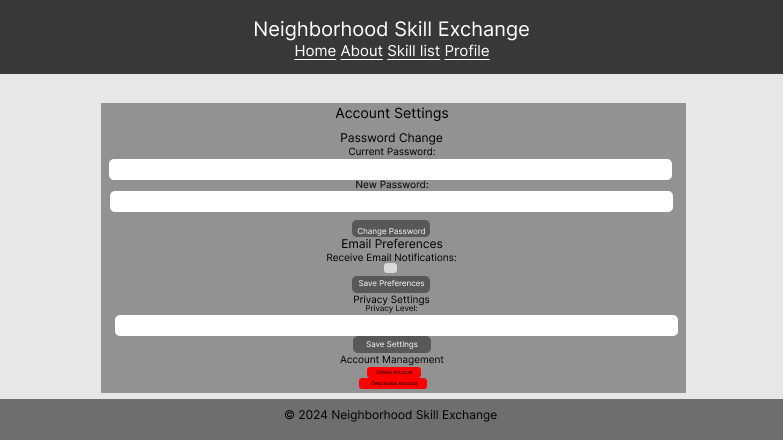 Neighborhood Skill Exchange
Home About Skill list Profile
Account Settings
Password Change
Current Password:
New Password:
Change Password
Email Preferences
Receive Email Notifications:
Save Preferences
Privacy Settings
Privacy Level:
Save Settings
Account Management
Delete Account
Deactivate Account
© 2024 Neighborhood Skill Exchange